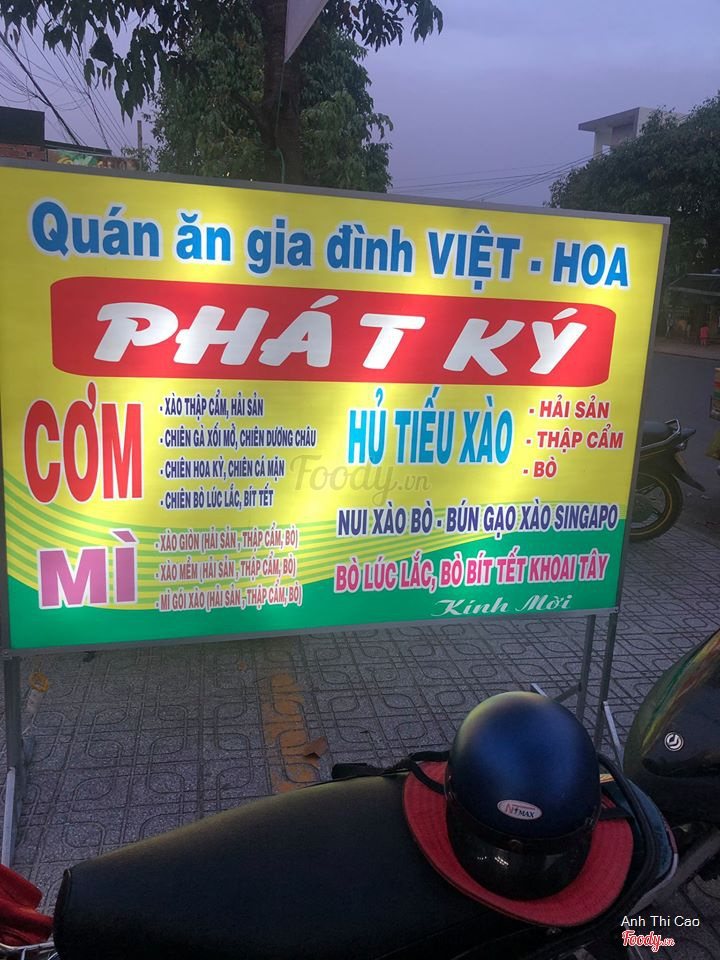 Quán ăn gia đình VIỆT - HOA
PHÁT KÝ
CƠM
- XÀO THẬP CẨM, HẢI SẢN
- CHIÊN GÀ XỐI MỠ, CHIÊN DƯƠNG CHÂU
- CHIÊN HOA KỲ, CHIÊN CÁ MẶN
- CHIÊN BÒ LÚC LẮC, BÍT TẾT
HỦ TIẾU XÀO
- HẢI SẢN
- THẬP CẨM
- BÒ
MÌ
- XÀO GIÒN (HẢI SẢN , THẬP CẨM, BÒ)
- XÀO MỀM (HẢI SẢN , THẬP CẨM, BÒ)
- MÌ GÓI XÀO (HẢI SẢN , THẬP CẨM, BÒ)
NUI XÀO BÒ - BÚN GẠO XÀO SINGAPO
BÒ LÚC LẮC, BÒ BÍT TẾT KHOAI TÂY
Kính Mời
Foody.vn
NTMAX
Anh Thi Cao
Foody.vn